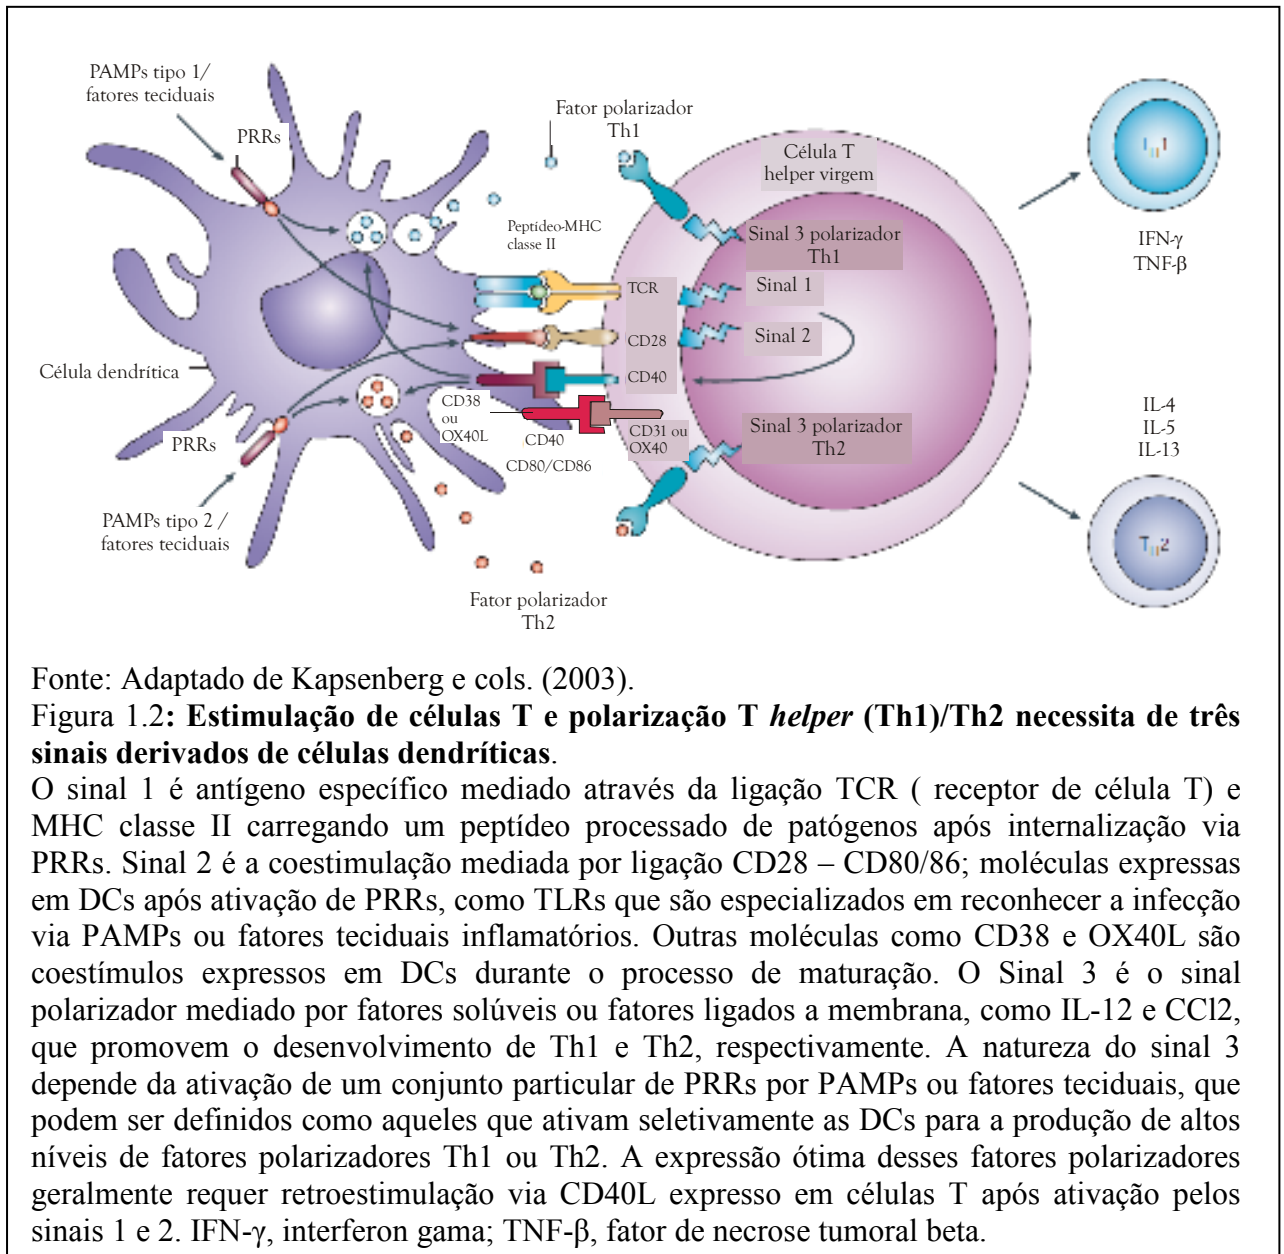 PAMPs tipo 1/
fatores teciduais
PRRs
Fator polarizador
Th1
Célula T
helper virgem
Peptídeo-MHC
classe II
Sinal 3 polarizador
Th1
IFN-γ
TNF-β
TCR
Sinal 1
CD28
Sinal 2
Célula dendrítica
CD40
CD38
ou
OX40L
CD40
CD80/CD86
CD31 ou
OX40
Sinal 3 polarizador
Th2
IL-4
IL-5
IL-13
PRRs
PAMPs tipo 2 /
fatores teciduais
TH2
Fator polarizador
Th2
Fonte: Adaptado de Kapsenberg e cols. (2003).
Figura 1.2: Estimulação de células T e polarização T helper (Th1)/Th2 necessita de três
sinais derivados de células dendríticas.
O sinal 1 é antígeno específico mediado através da ligação TCR ( receptor de célula T) e
MHC classe II carregando um peptídeo processado de patógenos após internalização via
PRRs. Sinal 2 é a coestimulação mediada por ligação CD28 – CD80/86; moléculas expressas
em DCs após ativação de PRRs, como TLRs que são especializados em reconhecer a infecção
via PAMPs ou fatores teciduais inflamatórios. Outras moléculas como CD38 e OX40L são
coestímulos expressos em DCs durante o processo de maturação. O Sinal 3 é o sinal
polarizador mediado por fatores solúveis ou fatores ligados a membrana, como IL-12 e CCl2,
que promovem o desenvolvimento de Th1 e Th2, respectivamente. A natureza do sinal 3
depende da ativação de um conjunto particular de PRRs por PAMPs ou fatores teciduais, que
podem ser definidos como aqueles que ativam seletivamente as DCs para a produção de altos
níveis de fatores polarizadores Th1 ou Th2. A expressão ótima desses fatores polarizadores
geralmente requer retroestimulação via CD40L expresso em células T após ativação pelos
sinais 1 e 2. IFN-γ, interferon gama; TNF-β, fator de necrose tumoral beta.